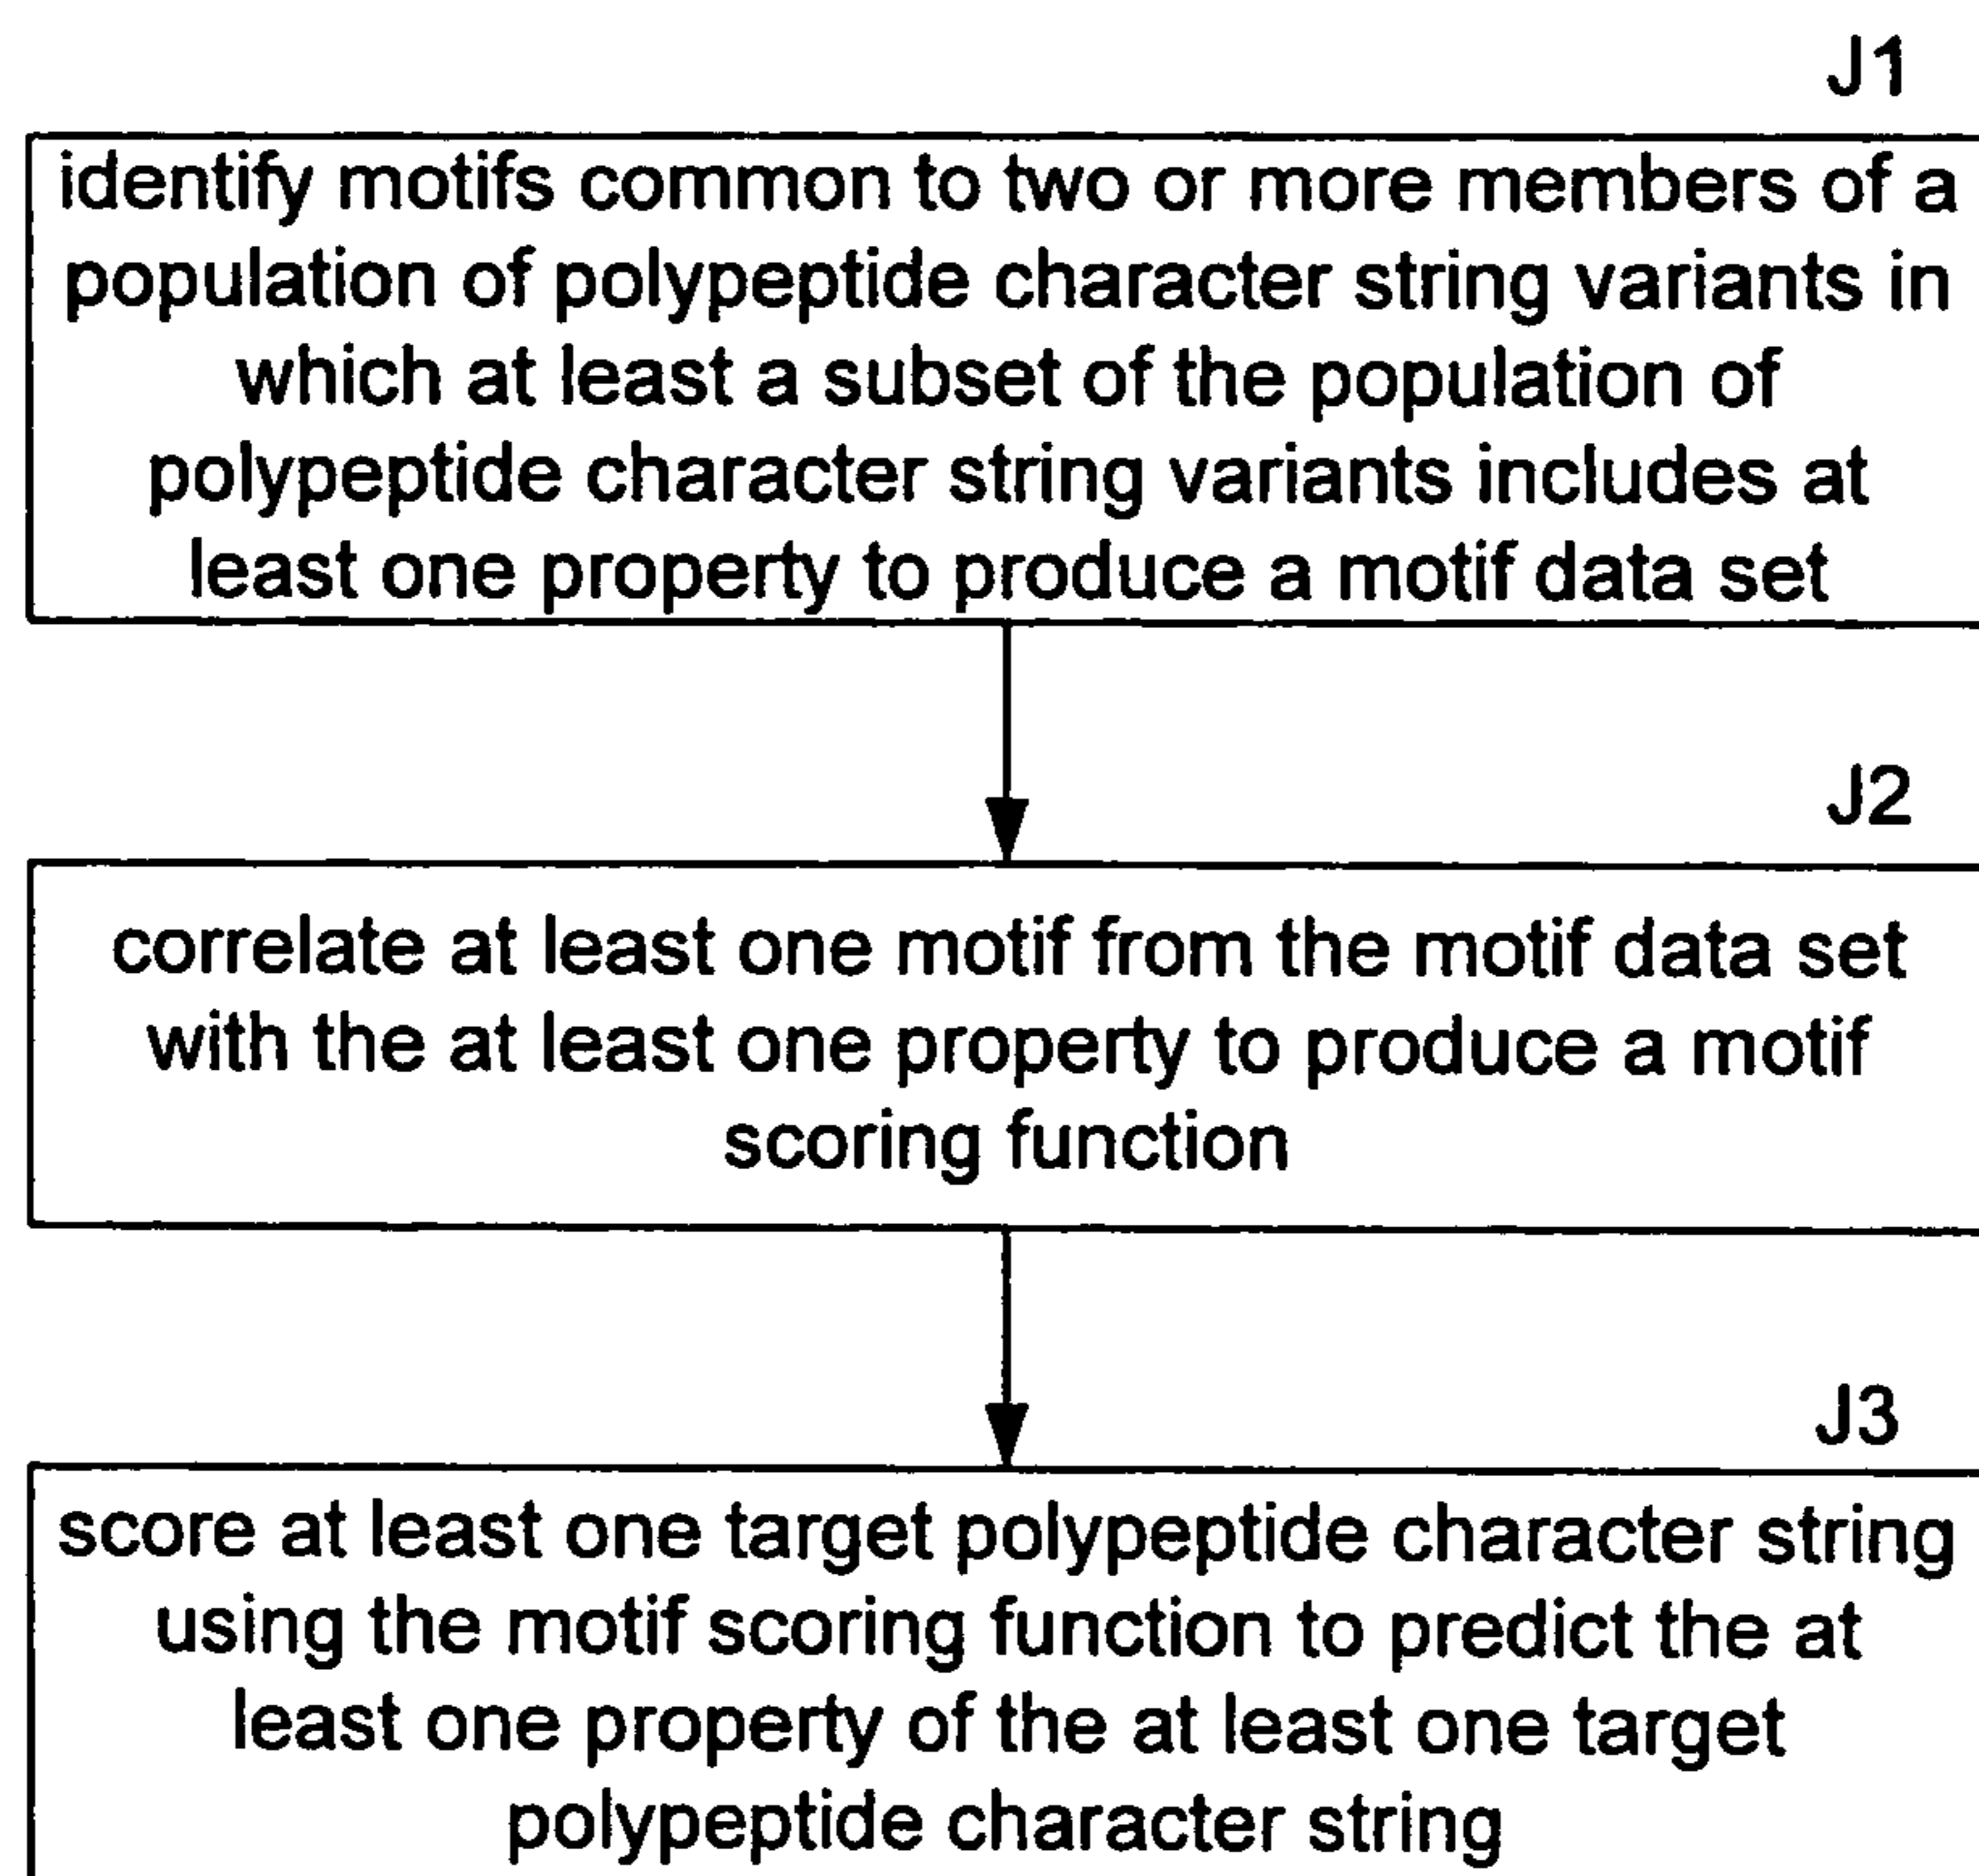 J1
identify motifs common to two or more members of a
population of polypeptide character string variants in
which at least a subset of the population of
polypeptide character string variants includes at
least one property to produce a motif data set
J2
correlate at least one motif from the motif data set
with the at least one property to produce a motif
scoring function
J3
score at least one target polypeptide character string
using the motif scoring function to predict the at
least one property of the at least one target
polypeptide character string